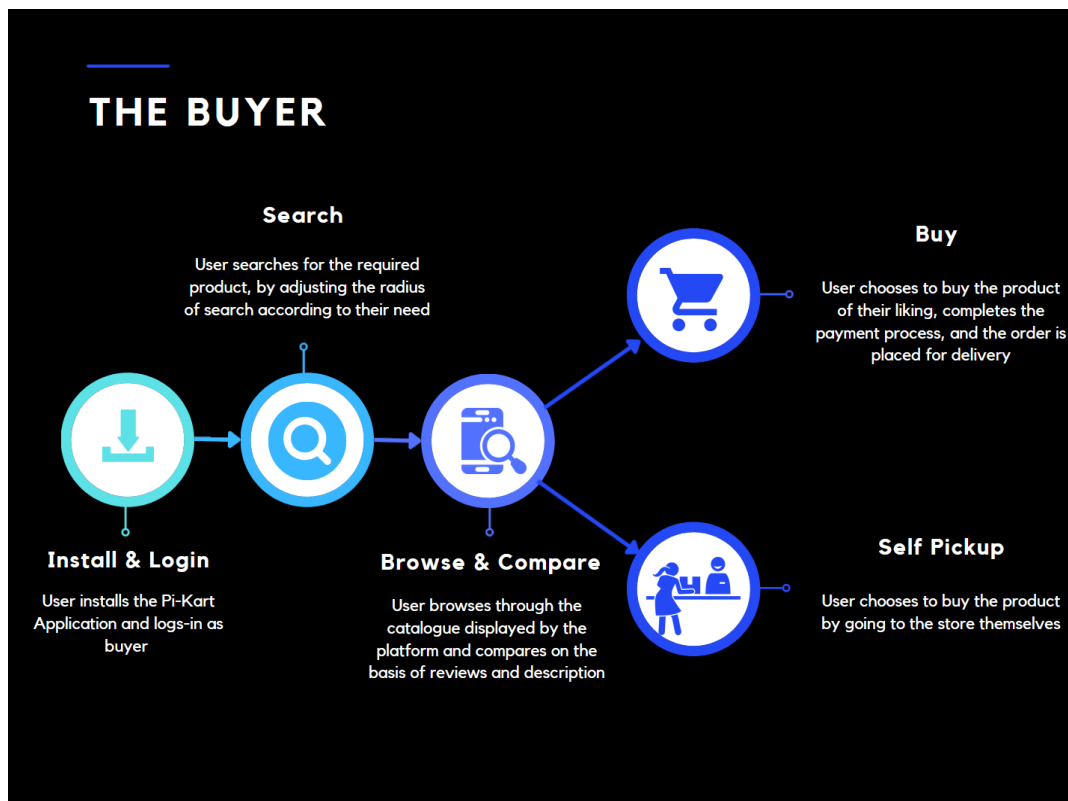 THE BUYER
Search
User searches for the required
product, by adjusting the radius
of search according to their need
Install & Login
User installs the Pi-Kart
Application and logs-in as
buyer
Browse & Compare
User browses through the
catalogue displayed by the
platform and compares on the
basis of reviews and description
Buy
User chooses to buy the product
of their liking, completes the
payment process, and the order is
placed for delivery
Self Pickup
User chooses to buy the product
by going to the store themselves